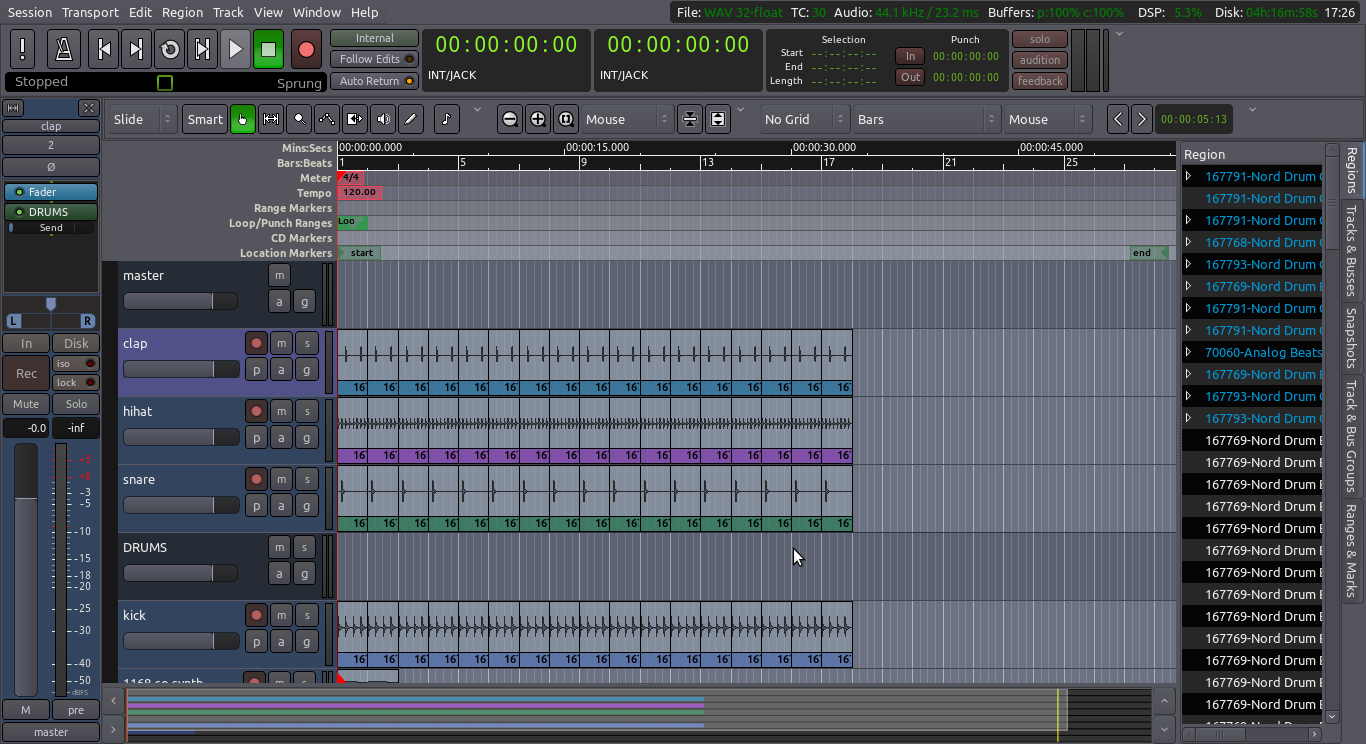 Session Transport Edit Region Track View Window Help
File: WAV 32-float TC: 30 Audio: 44.1 kHz / 23.2 ms Buffers: p:100% c:100% DSP: 5.3% Disk: 04h:16m:58s 17:26
Internal
Follow Edits
Auto Return
Stopped
Sprung
00:00:00:00
INT/JACK
00:00:00:00
INT/JACK
Selection
Start --:--:--:--
End --:--:--:--
Length --:--:--:--
Punch
In 00:00:00:00
Out 00:00:00:00
solo
audition
feedback
clap
2
Ø
Fader
DRUMS
Send
L R
In Disk
Rec
iso
lock
Mute Solo
-0.0 -inf
+3
+0
-3
-5
-10
-15
-18
-20
-25
-30
-40
-50
dBFS
M pre
master
Slide Smart Mouse No Grid Bars Mouse 00:00:05:13
Mins:Secs 00:00:00.000 00:00:15.000 00:00:30.000 00:00:45.000
Bars:Beats 1 5 9 13 17 21 25
Meter 4/4
Tempo 120.00
Range Markers
Loop/Punch Ranges Loo
CD Markers
Location Markers start end
master m
a g
clap m s
p a g
16 16 16 16 16 16 16 16 16 16 16 16 16 16 16 16 16
hihat m s
p a g
16 16 16 16 16 16 16 16 16 16 16 16 16 16 16 16 16
snare m s
p a g
16 16 16 16 16 16 16 16 16 16 16 16 16 16 16 16 16
DRUMS m s
a g
kick m s
p a g
16 16 16 16 16 16 16 16 16 16 16 16 16 16 16 16 16
Region
167791-Nord Drum
167791-Nord Drum
167791-Nord Drum
167768-Nord Drum
167793-Nord Drum
167769-Nord Drum
167791-Nord Drum
167791-Nord Drum
70060-Analog Beats
167769-Nord Drum
167793-Nord Drum
167793-Nord Drum
167769-Nord Drum
167769-Nord Drum
167769-Nord Drum
167769-Nord Drum
167769-Nord Drum
167769-Nord Drum
167769-Nord Drum
167769-Nord Drum
167769-Nord Drum
167769-Nord Drum
167769-Nord Drum
167769-Nord Drum
167769-Nord Drum
Regions
Tracks & Busses
Snapshots
Track & Bus Groups
Ranges & Marks